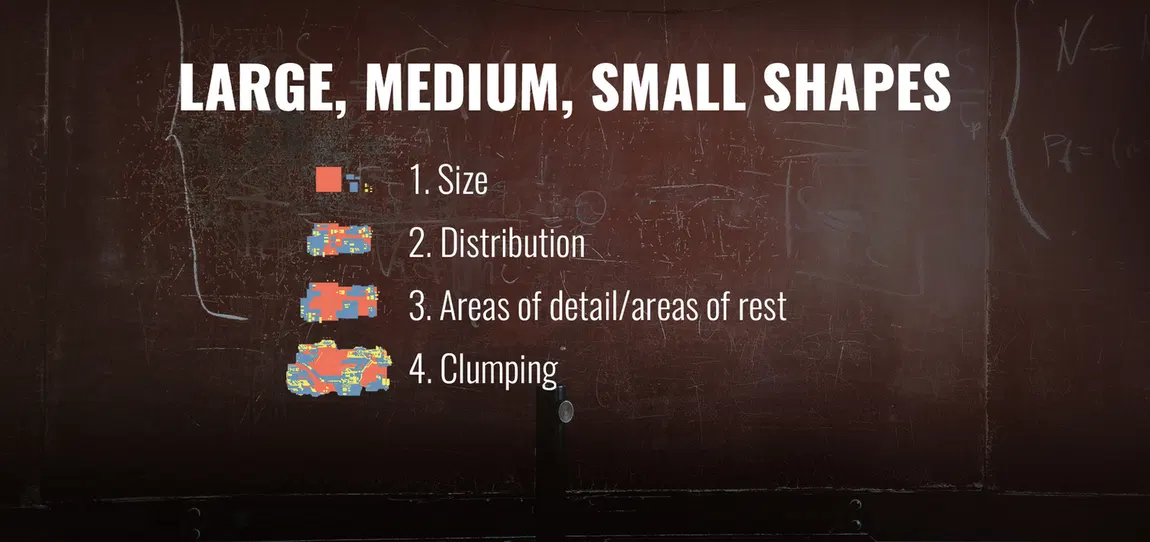 LARGE, MEDIUM, SMALL SHAPES
1. Size
2. Distribution
3. Areas of detail/areas of rest
4. Clumping